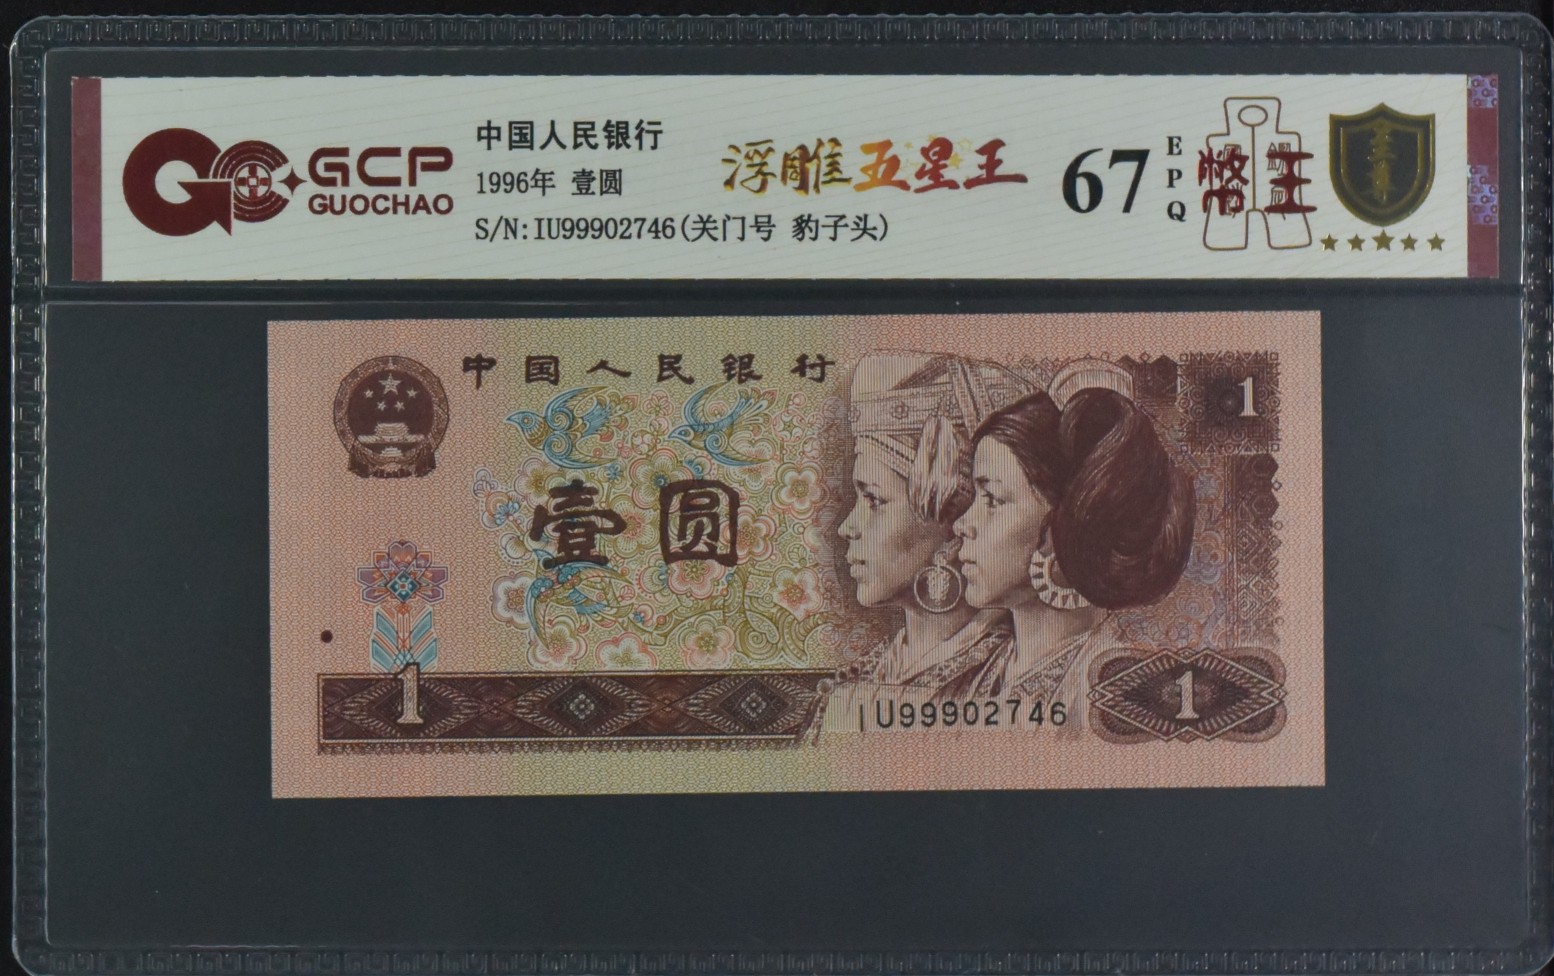 GCP
GUOCHAO
中国人民银行
1996年 壹圆
S/N:IU99902746(关门号 豹子头)
浮雕五星王
67
EPQ
中国人民银行
1
壹圆
1
IU99902746
1